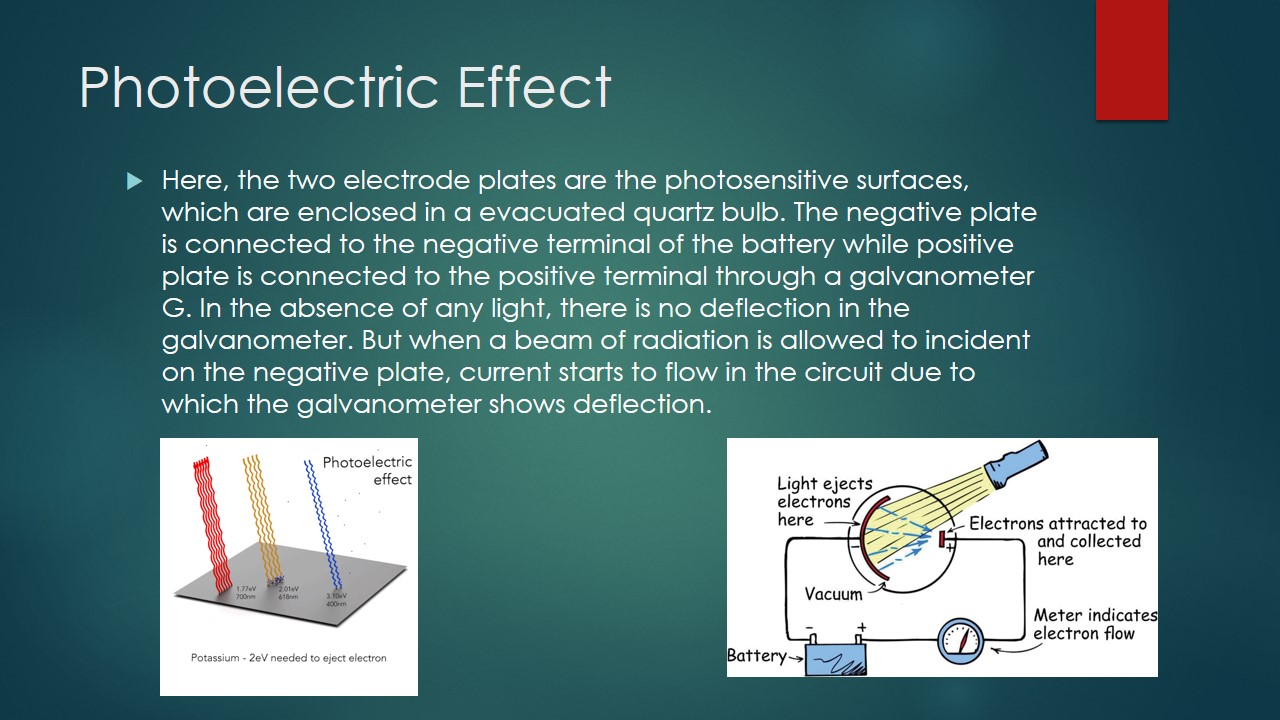 Photoelectric Effect
Here, the two electrode plates are the photosensitive surfaces,
which are enclosed in a evacuated quartz bulb. The negative plate
is connected to the negative terminal of the battery while positive
plate is connected to the positive terminal through a galvanometer
G. In the absence of any light, there is no deflection in the
galvanometer. But when a beam of radiation is allowed to incident
on the negative plate, current starts to flow in the circuit due to
which the galvanometer shows deflection.
Photoelectric
effect
1.77eV
700nm
2.01eV
618nm
3.10eV
400nm
Potassium - 2eV needed to eject electron
Light ejects
electrons
here
Electrons attracted to
and collected
here
-
+
Vacuum
Meter indicates
electron flow
- +
Battery